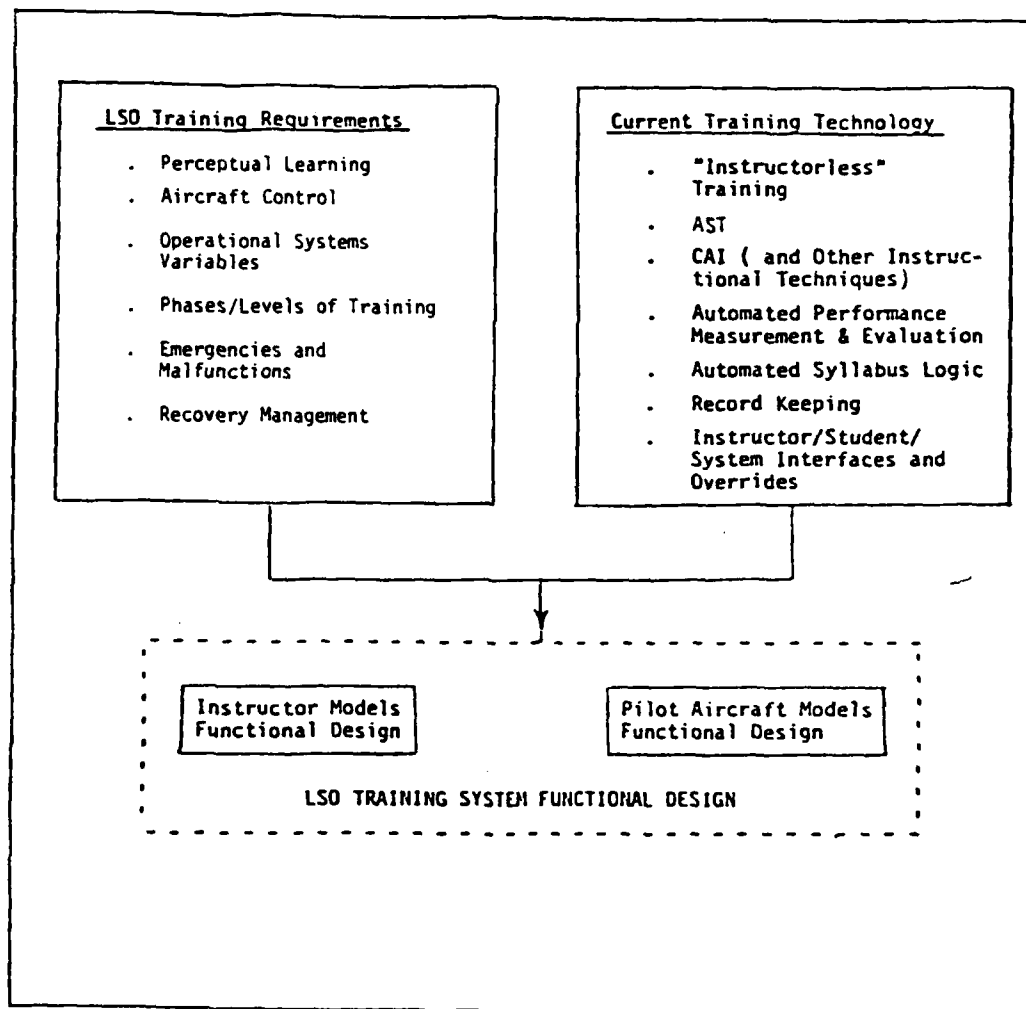 LSO Training Requirements
. Perceptual Learning
. Aircraft Control
. Operational Systems
Variables
. Phases/Levels of Training
. Emergencies and
Malfunctions
. Recovery Management
Current Training Technology
. "Instructorless"
Training
. AST
. CAI ( and Other Instruc-
tional Techniques)
. Automated Performance
Measurement & Evaluation
. Automated Syllabus Logic
. Record Keeping
. Instructor/Student/
System Interfaces and
Overrides
Instructor Models
Functional Design
Pilot Aircraft Models
Functional Design
LSO TRAINING SYSTEM FUNCTIONAL DESIGN